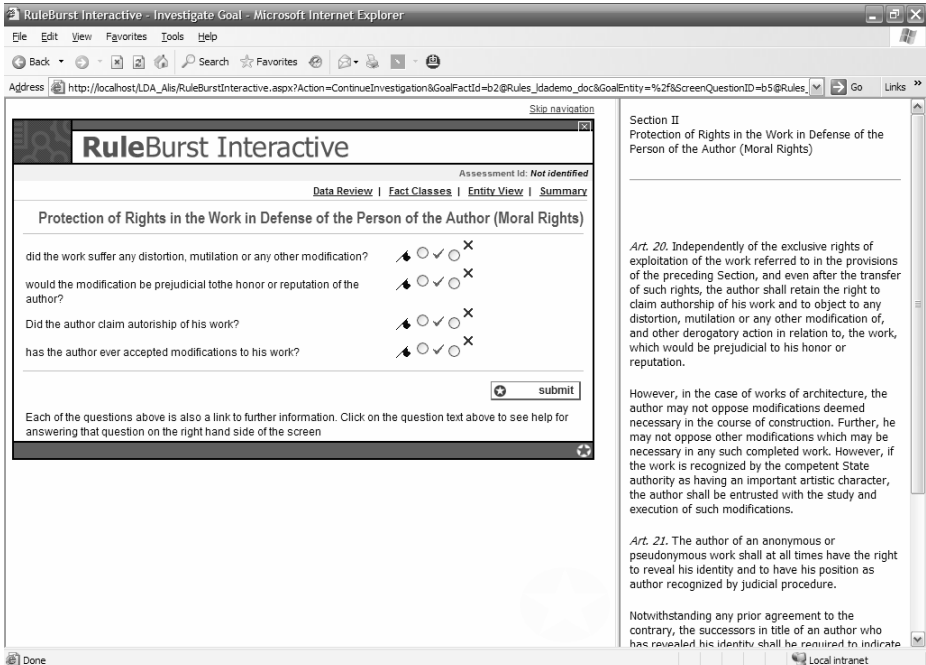 RuleBurst Interactive - Investigate Goal - Microsoft Internet Explorer
File Edit View Favorites Tools Help
Back Search Favorites
Address http://localhost/LDA_Alis/RuleBurstInteractive.aspx?Action=ContinueInvestigation&GoalFactId=b2@Rules_ldademo_doc&GoalEntity=%2f&ScreenQuestionID=b5@Rules_ Go Links »
Skip navigation
RuleBurst Interactive
Assessment Id: Not identified
Data Review | Fact Classes | Entity View | Summary
Protection of Rights in the Work in Defense of the Person of the Author (Moral Rights)
did the work suffer any distortion, mutilation or any other modification?
would the modification be prejudicial tothe honor or reputation of the
author?
Did the author claim autoriship of his work?
has the author ever accepted modifications to his work?
submit
Each of the questions above is also a link to further information. Click on the question text above to see help for
answering that question on the right hand side of the screen
Section II
Protection of Rights in the Work in Defense of the
Person of the Author (Moral Rights)
Art. 20. Independently of the exclusive rights of
exploitation of the work referred to in the provisions
of the preceding Section, and even after the transfer
of such rights, the author shall retain the right to
claim authorship of his work and to object to any
distortion, mutilation or any other modification of,
and other derogatory action in relation to, the work,
which would be prejudicial to his honor or
reputation.
However, in the case of works of architecture, the
author may not oppose modifications deemed
necessary in the course of construction. Further, he
may not oppose other modifications which may be
necessary in any such completed work. However, if
the work is recognized by the competent State
authority as having an important artistic character,
the author shall be entrusted with the study and
execution of such modifications.
Art. 21. The author of an anonymous or
pseudonymous work shall at all times have the right
to reveal his identity and to have his position as
author recognized by judicial procedure.
Notwithstanding any prior agreement to the
contrary, the successors in title of an author who
has revealed his identity shall be required to indicate
Done Local intranet